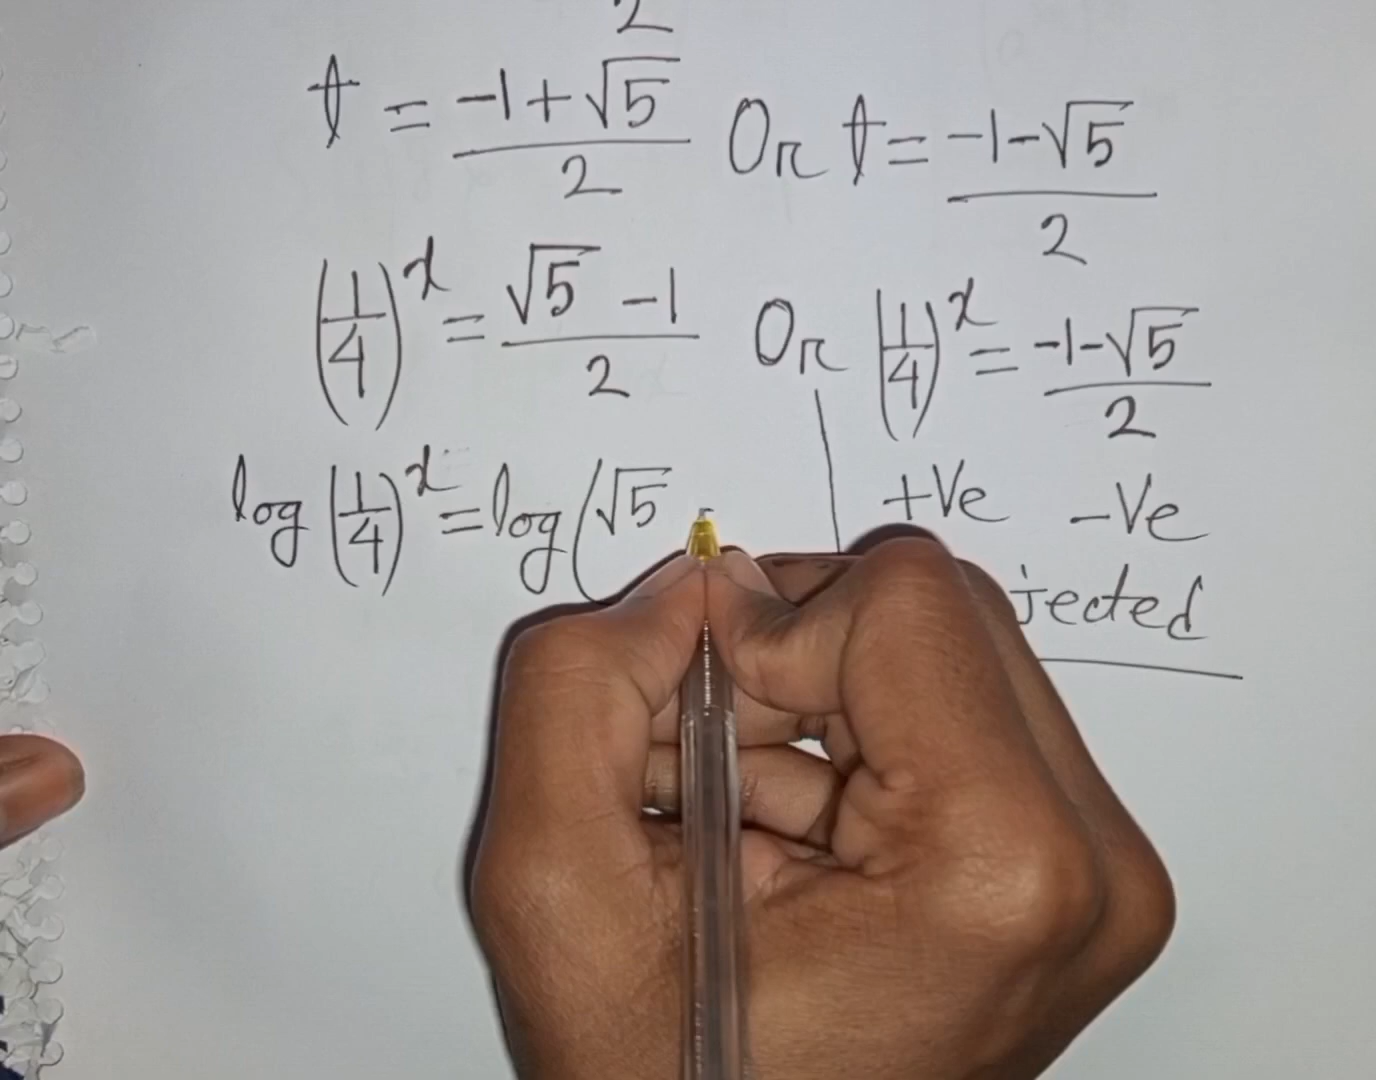 2
t = (-1+√5)/2 Or t = (-1-√5)/2
(1/4)^x = (√5 -1)/2 Or (1/4)^x = (-1-√5)/2
log (1/4)^x = log(√5 -
+ve -ve
jected